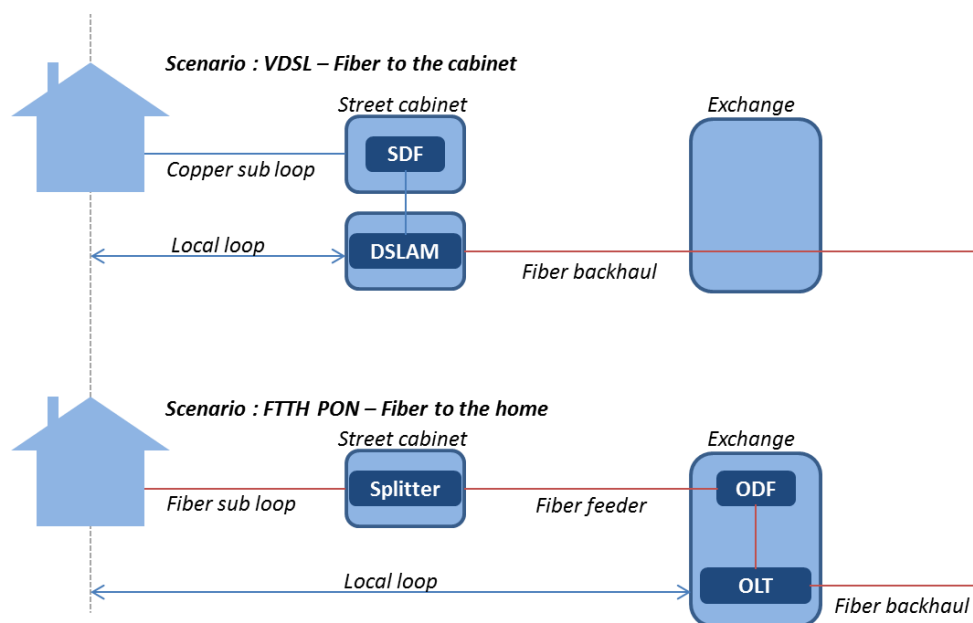 Scenario : VDSL – Fiber to the cabinet
Street cabinet
Exchange
SDF
Copper sub loop
Local loop
DSLAM
Fiber backhaul
Scenario : FTTH PON – Fiber to the home
Street cabinet
Exchange
Splitter
ODF
Fiber sub loop
Fiber feeder
Local loop
OLT
Fiber backhaul